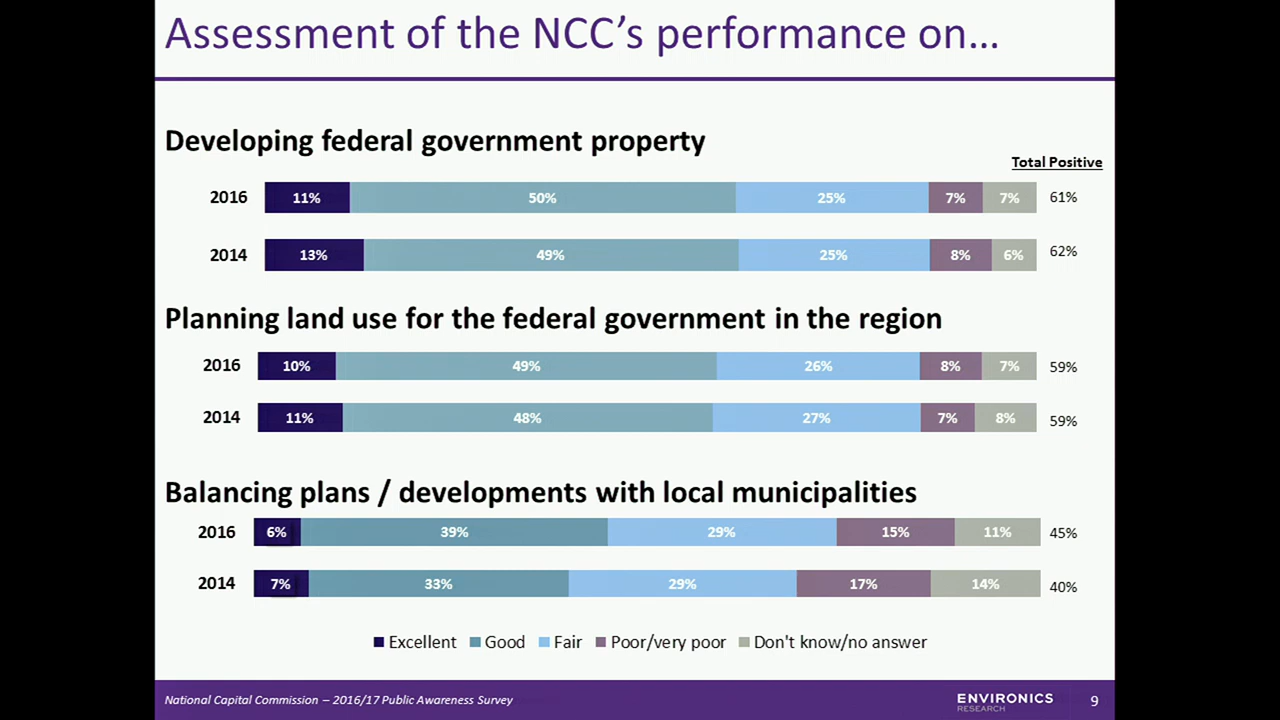 Assessment of the NCC's performance on...
Developing federal government property
Total Positive
2016 11% 50% 25% 7% 7% 61%
2014 13% 49% 25% 8% 6% 62%
Planning land use for the federal government in the region
2016 10% 49% 26% 8% 7% 59%
2014 11% 48% 27% 7% 8% 59%
Balancing plans / developments with local municipalities
2016 6% 39% 29% 15% 11% 45%
2014 7% 33% 29% 17% 14% 40%
Excellent Good Fair Poor/very poor Don't know/no answer
National Capital Commission – 2016/17 Public Awareness Survey
ENVIRONICS
RESEARCH
9